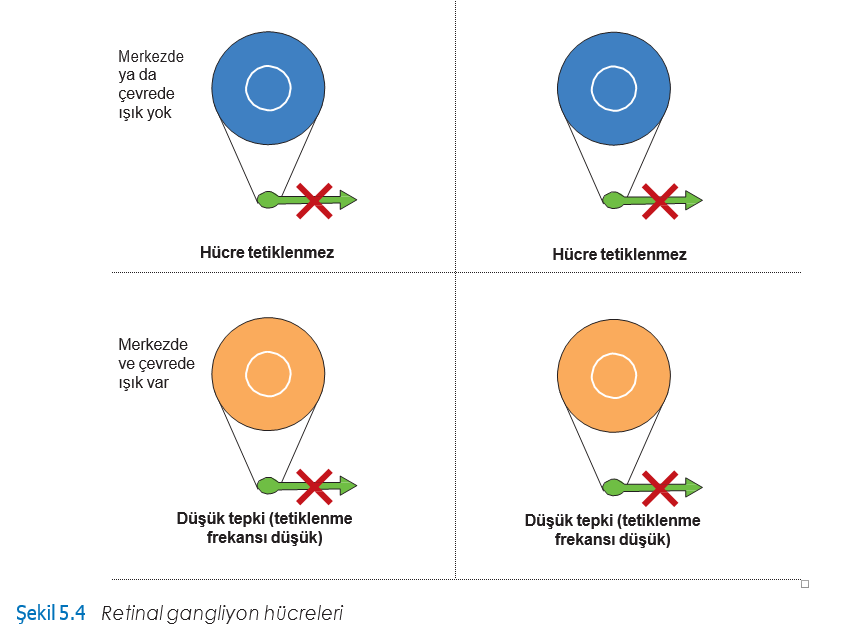 Merkezde
ya da
çevrede
ışık yok
Hücre tetiklenmez
Hücre tetiklenmez
Merkezde
ve çevrede
ışık var
Düşük tepki (tetiklenme
frekansı düşük)
Düşük tepki (tetiklenme
frekansı düşük)
Şekil 5.4 Retinal gangliyon hücreleri